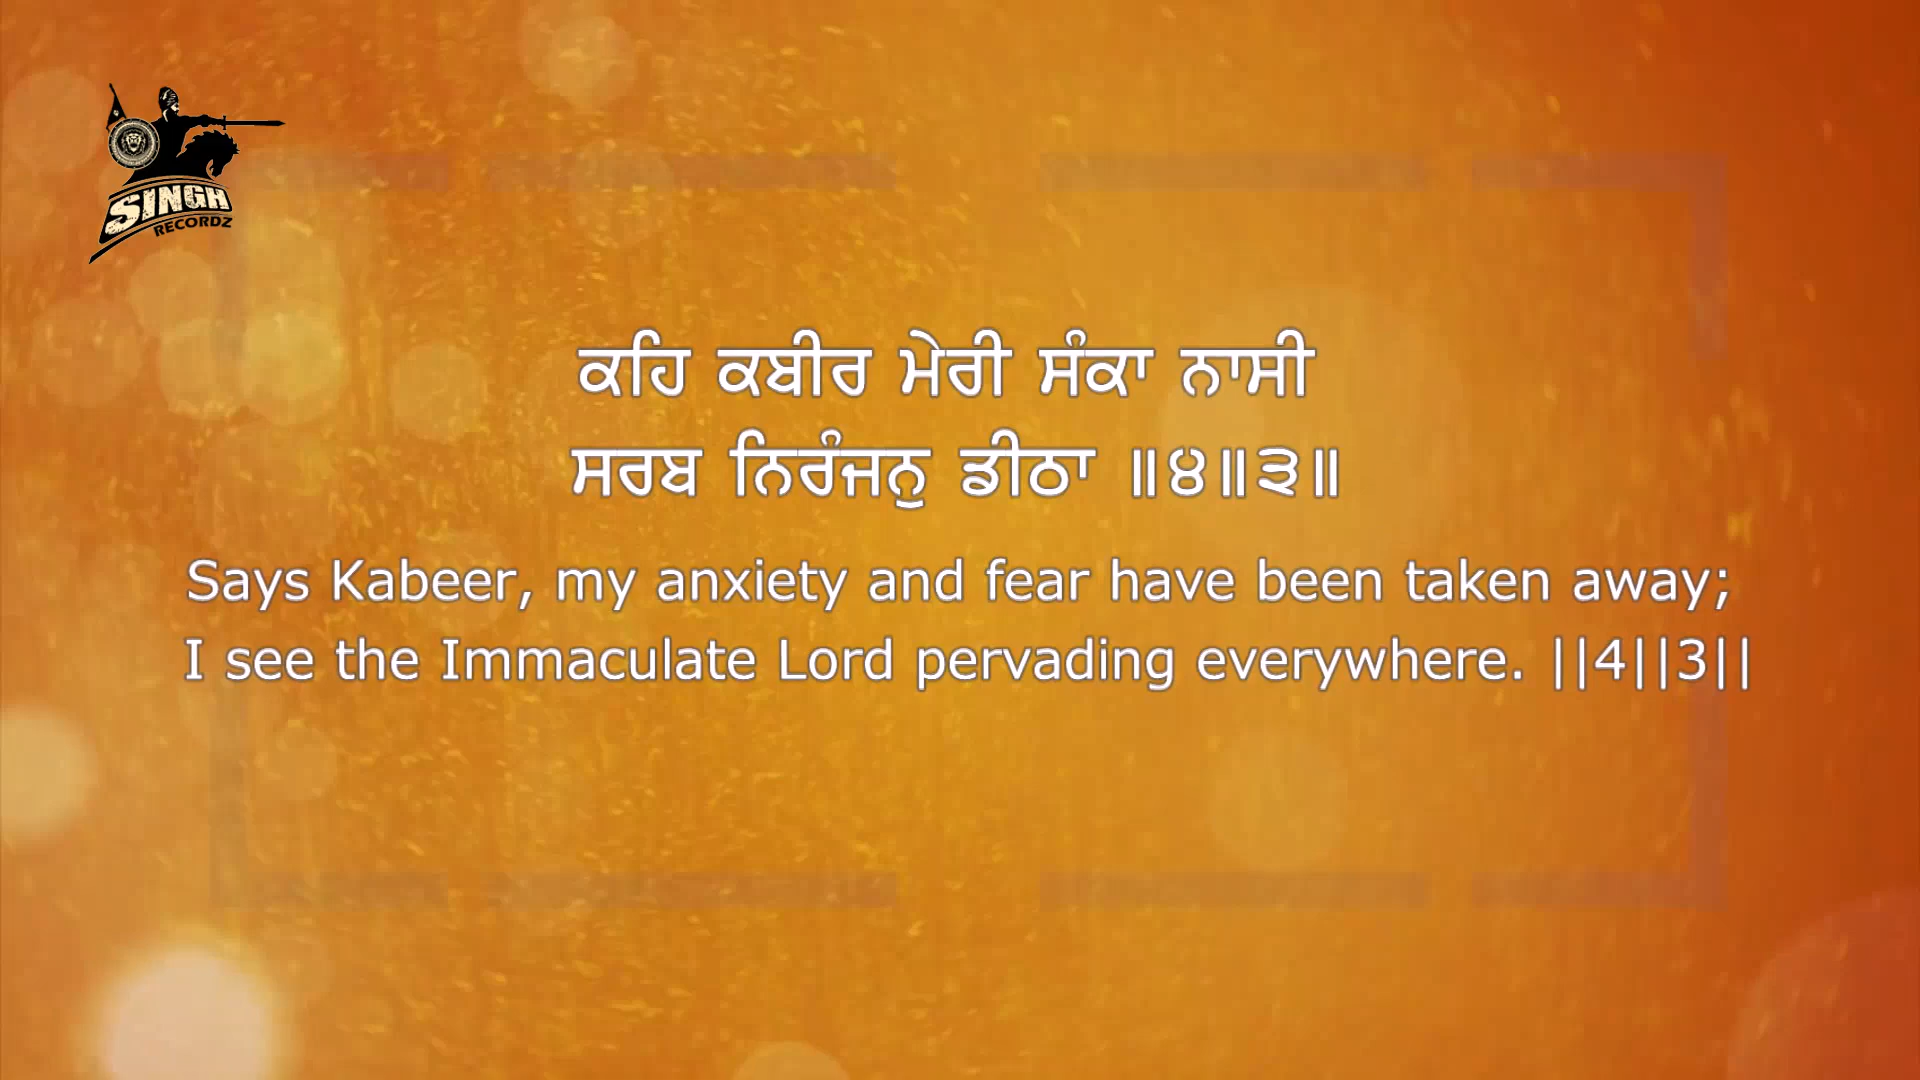 SINGH
RECORDZ
ਕਹਿ ਕਬੀਰ ਮੇਰੀ ਸੰਕਾ ਨਾਸੀ
ਸਰਬ ਨਿਰੰਜਨੁ ਡੀਠਾ ॥੪॥੩॥
Says Kabeer, my anxiety and fear have been taken away;
I see the Immaculate Lord pervading everywhere. ||4||3||